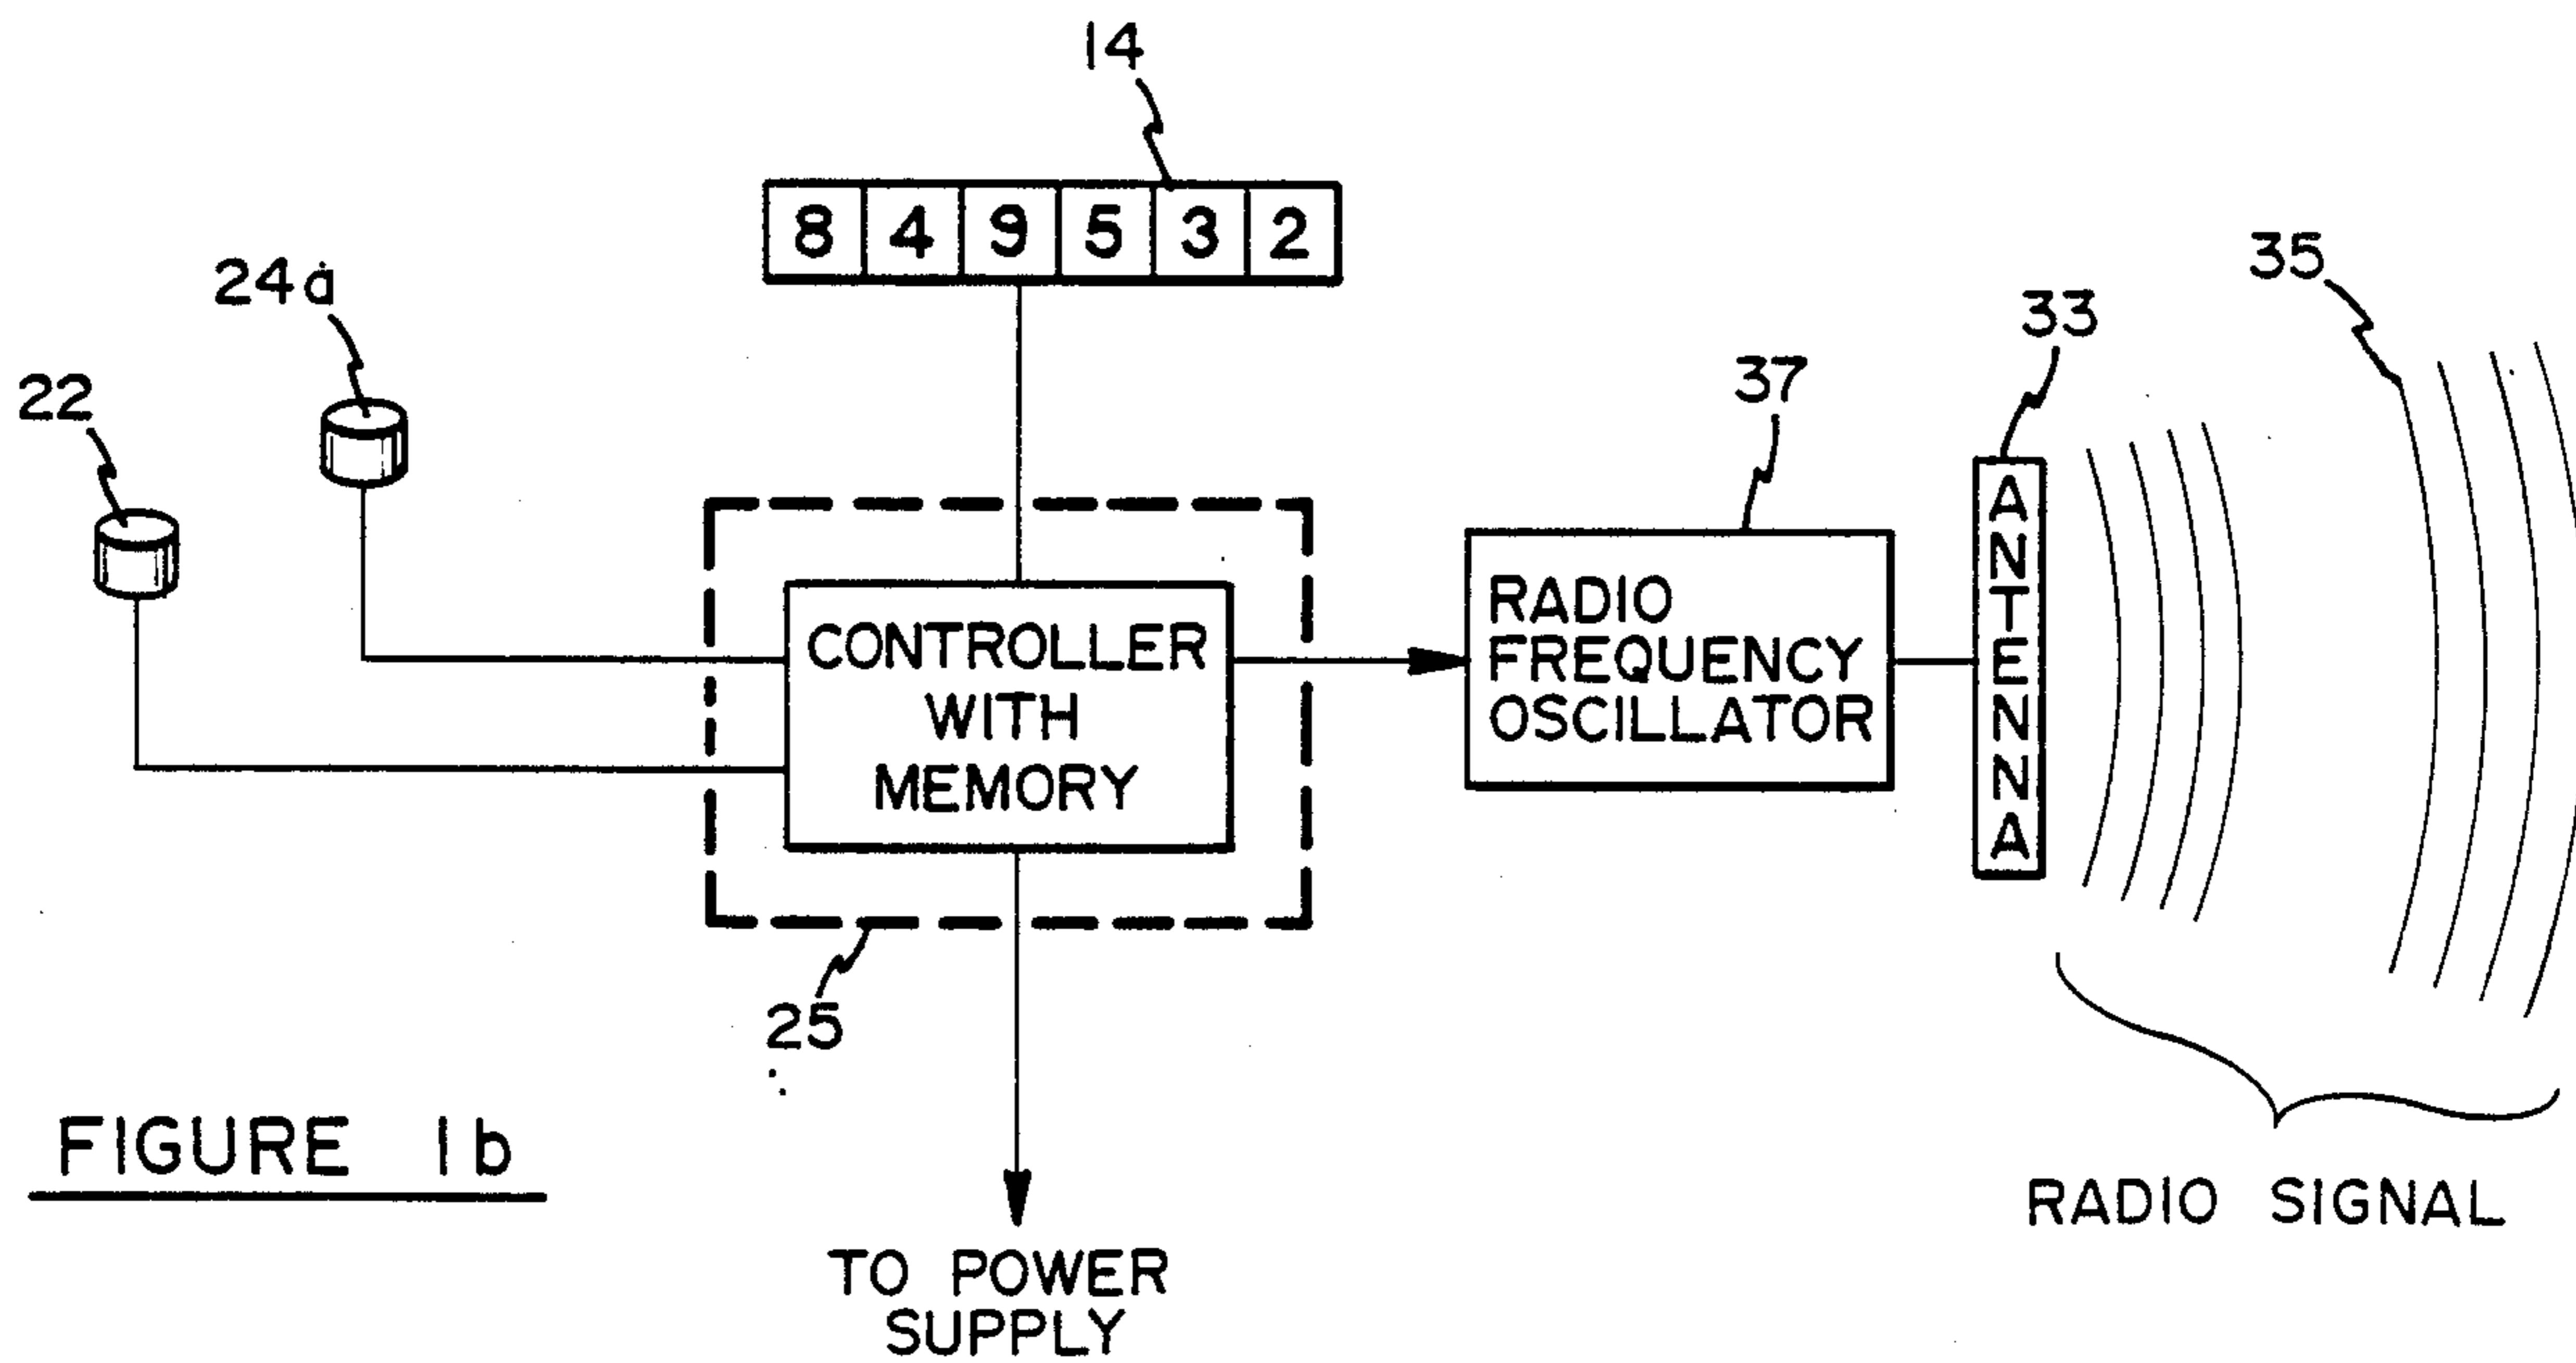 14
8 4 9 5 3 2
24a
22
35
33
37
CONTROLLER
WITH
MEMORY
RADIO
FREQUENCY
OSCILLATOR
ANTENNA
25
FIGURE 1b
RADIO SIGNAL
TO POWER
SUPPLY